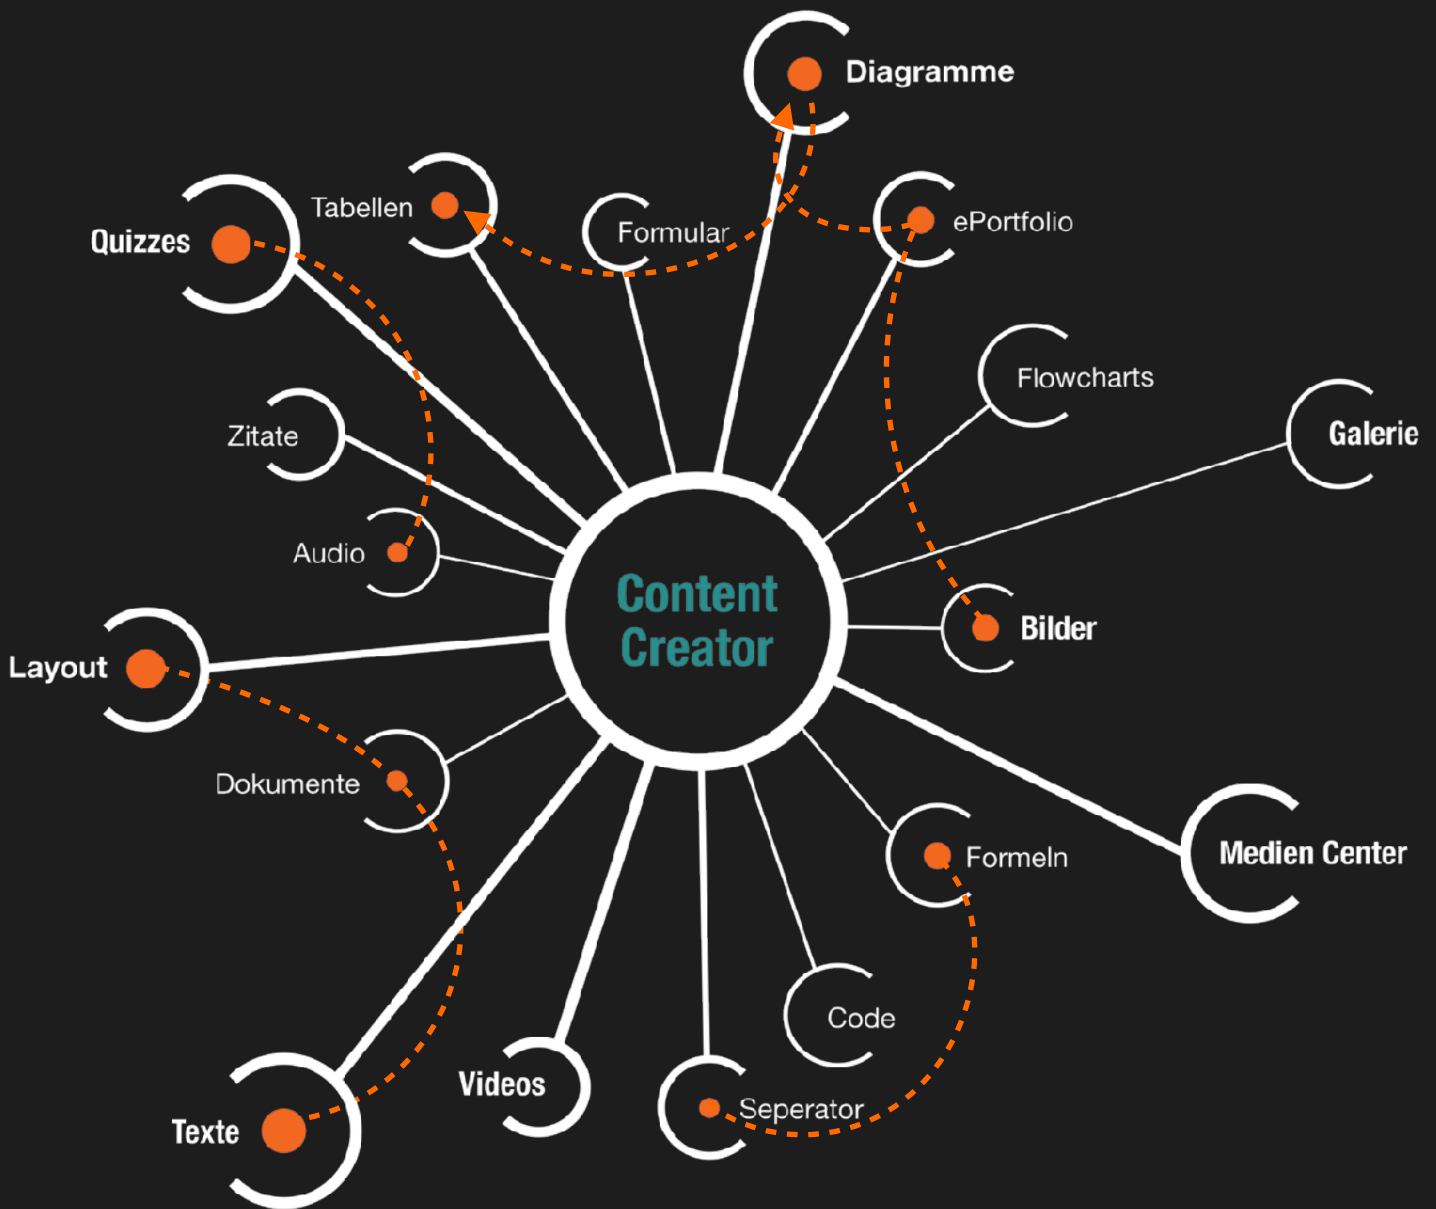 Diagramme
Tabellen
Formular
ePortfolio
Quizzes
Flowcharts
Zitate
Galerie
Audio
Content
Creator
Bilder
Layout
Dokumente
Formeln
Medien Center
Code
Videos
Seperator
Texte